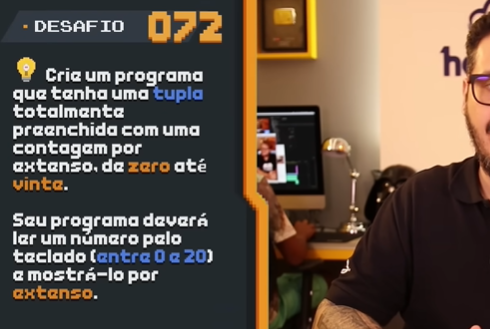 DESAFIO 072
Crie um programa
que tenha uma tupla
totalmente
preenchida com uma
contagem por
extenso, de zero até
vinte.
Seu programa deverá
ler um número pelo
teclado (entre 0 e 20)
e mostrá-lo por
extenso.